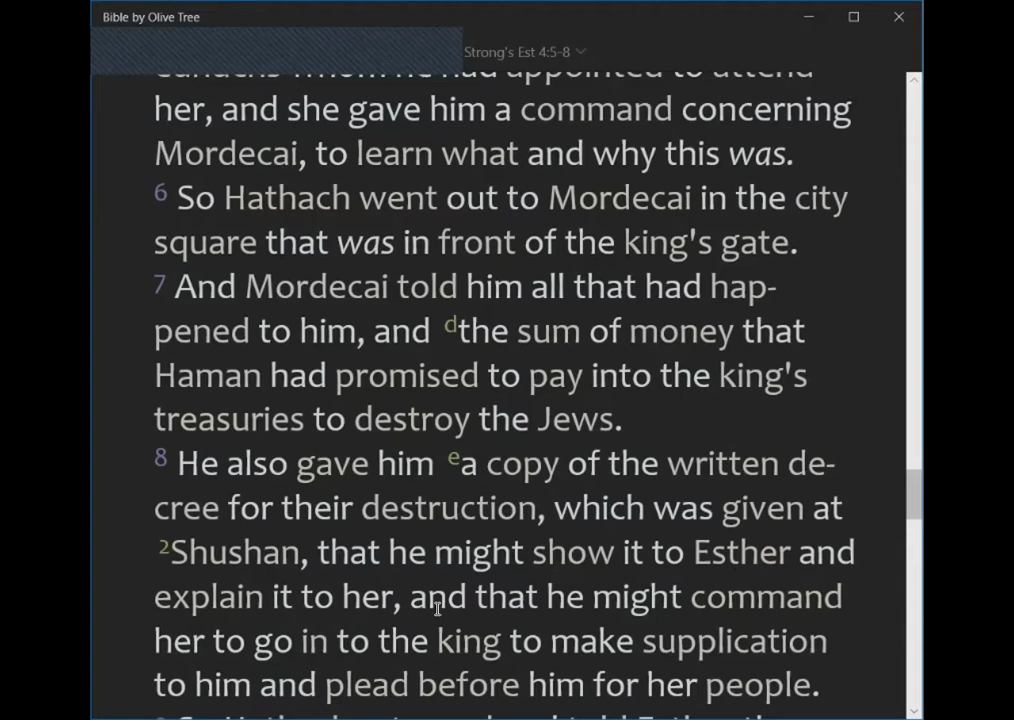 Bible by Olive Tree
Strong's Est 4:5-8
whom he had appointed to attend
her, and she gave him a command concerning
Mordecai, to learn what and why this was.
6 So Hathach went out to Mordecai in the city
square that was in front of the king's gate.
7 And Mordecai told him all that had hap-
pened to him, and dthe sum of money that
Haman had promised to pay into the king's
treasuries to destroy the Jews.
8 He also gave him ea copy of the written de-
cree for their destruction, which was given at
2Shushan, that he might show it to Esther and
explain it to her, and that he might command
her to go in to the king to make supplication
to him and plead before him for her people.